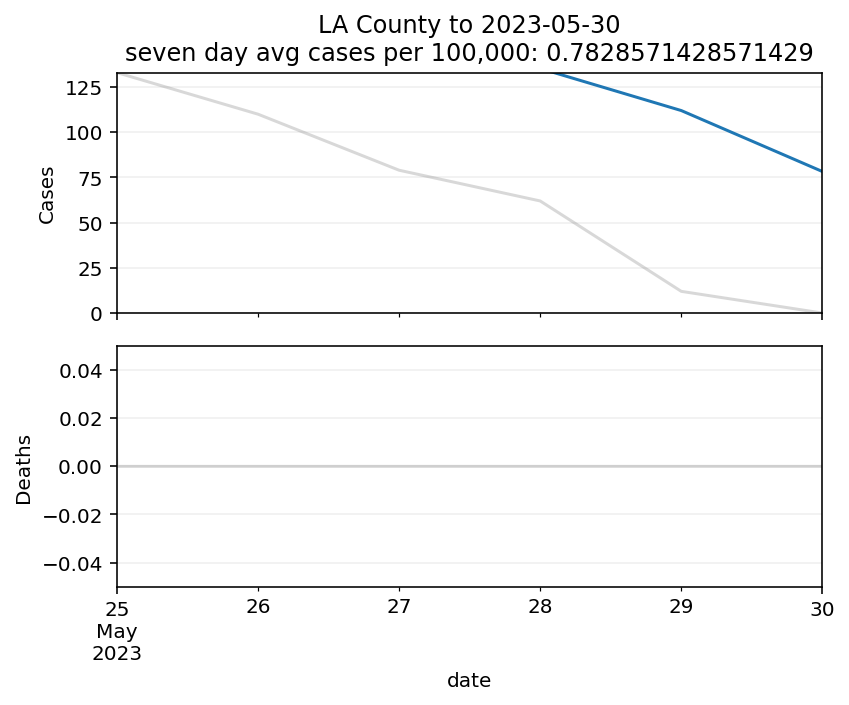 LA County to 2023-05-30
seven day avg cases per 100,000: 0.7828571428571429
125
100
75
50
25
0
Cases
0.04
0.02
0.00
−0.02
−0.04
Deaths
25 26 27 28 29 30
May
2023
date